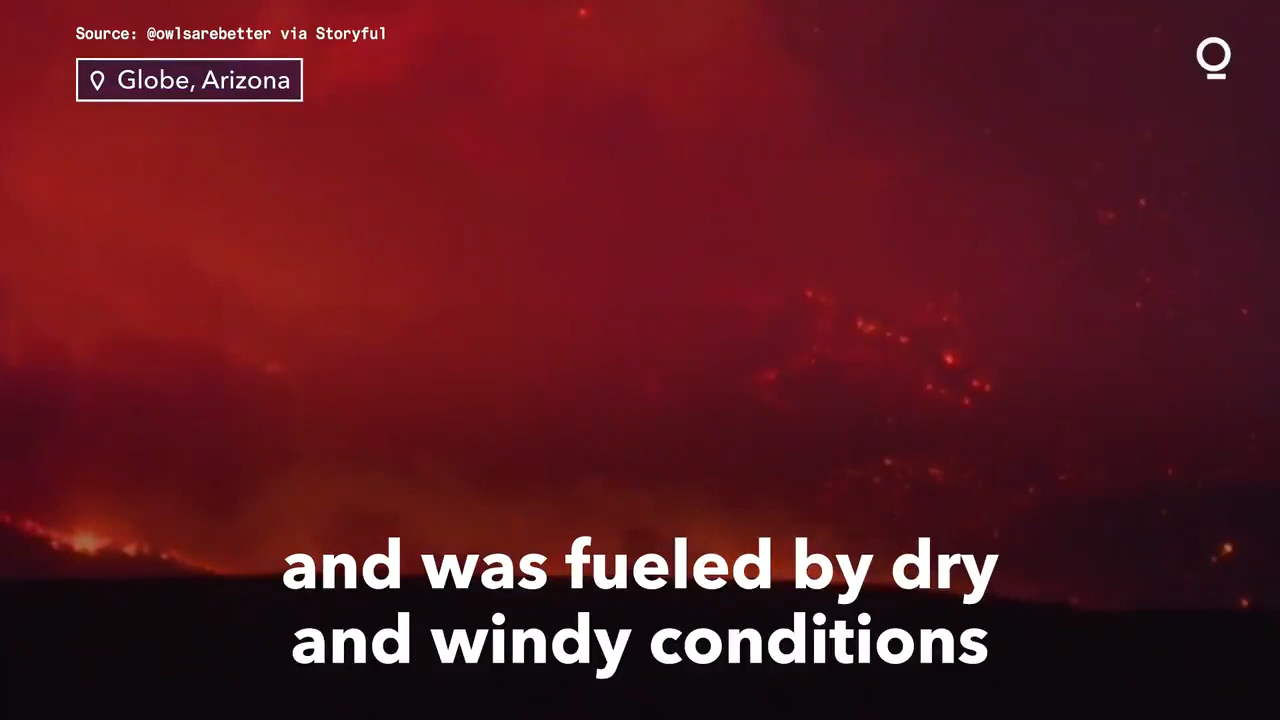 Source: @owlsarebetter via Storyful
Globe, Arizona
and was fueled by dry
and windy conditions